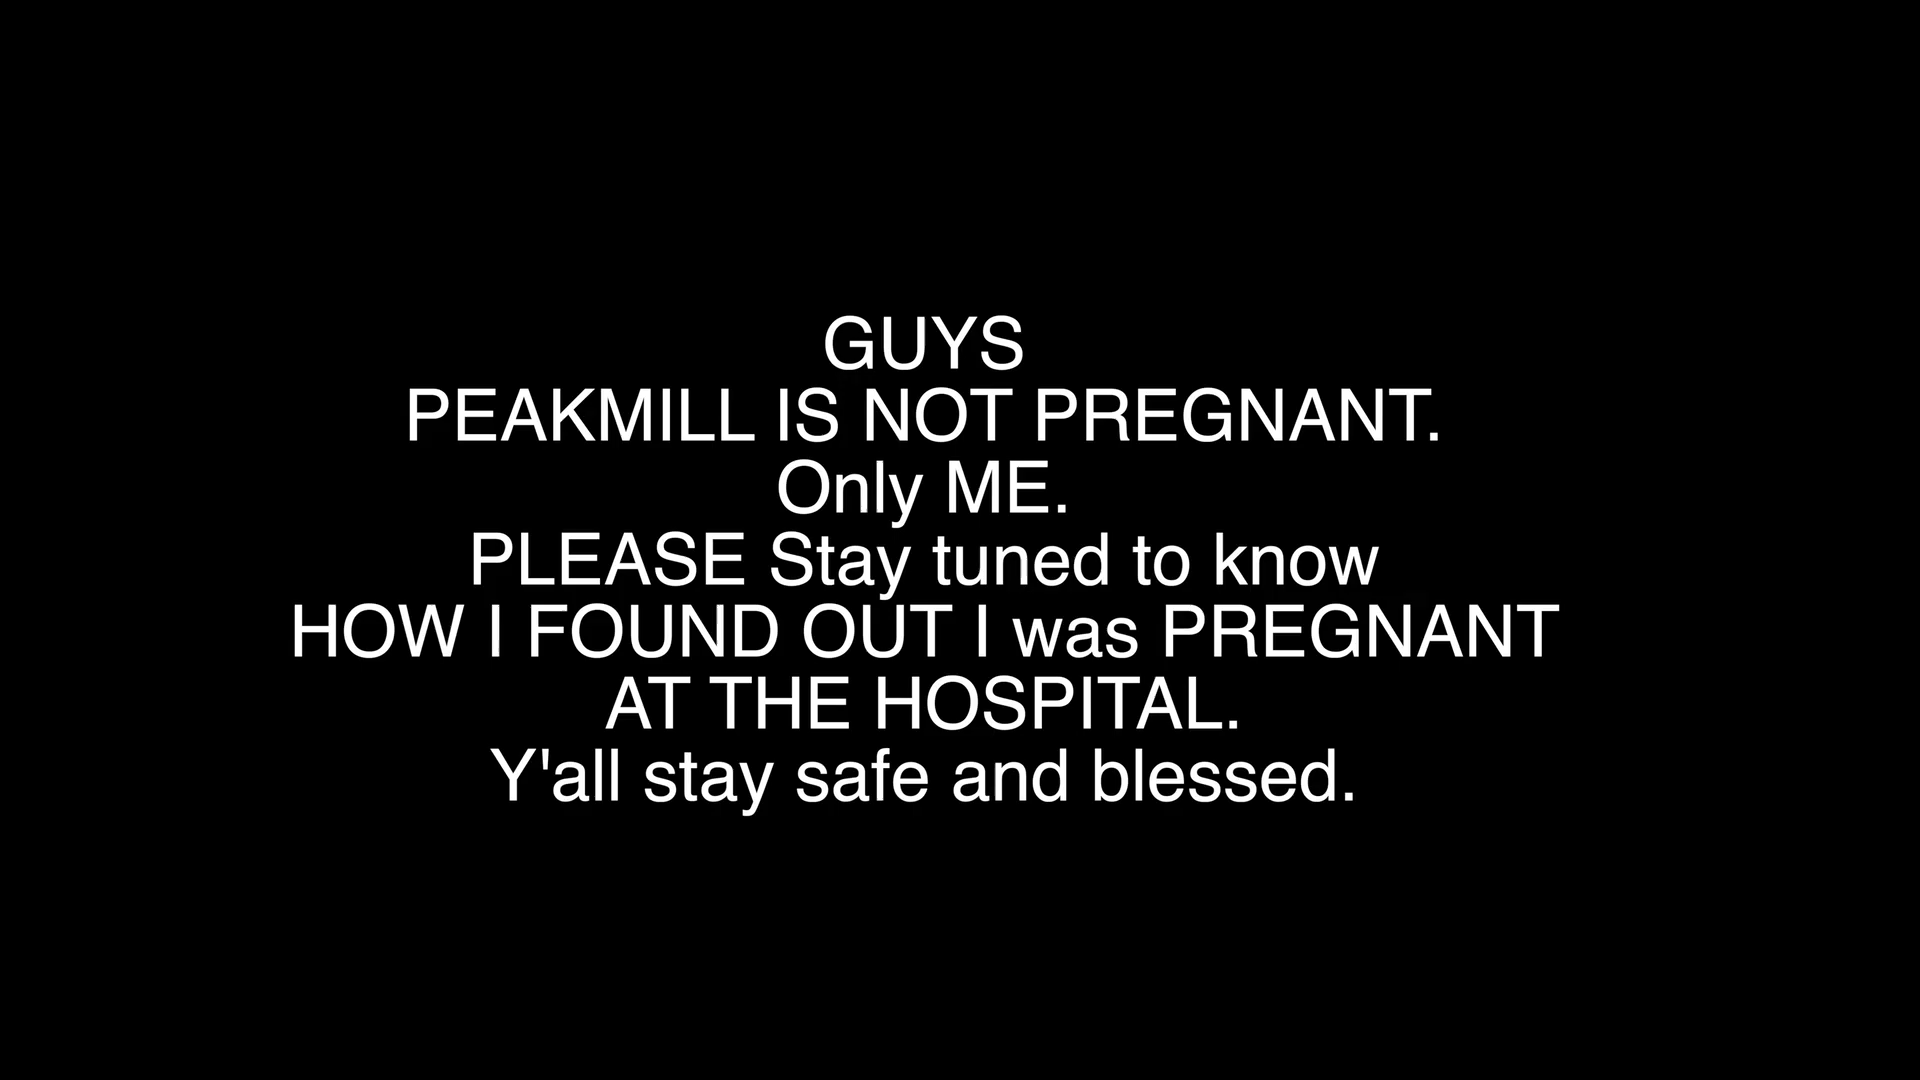 GUYS
PEAKMILL IS NOT PREGNANT.
Only ME.
PLEASE Stay tuned to know
HOW I FOUND OUT I was PREGNANT
AT THE HOSPITAL.
Y'all stay safe and blessed.